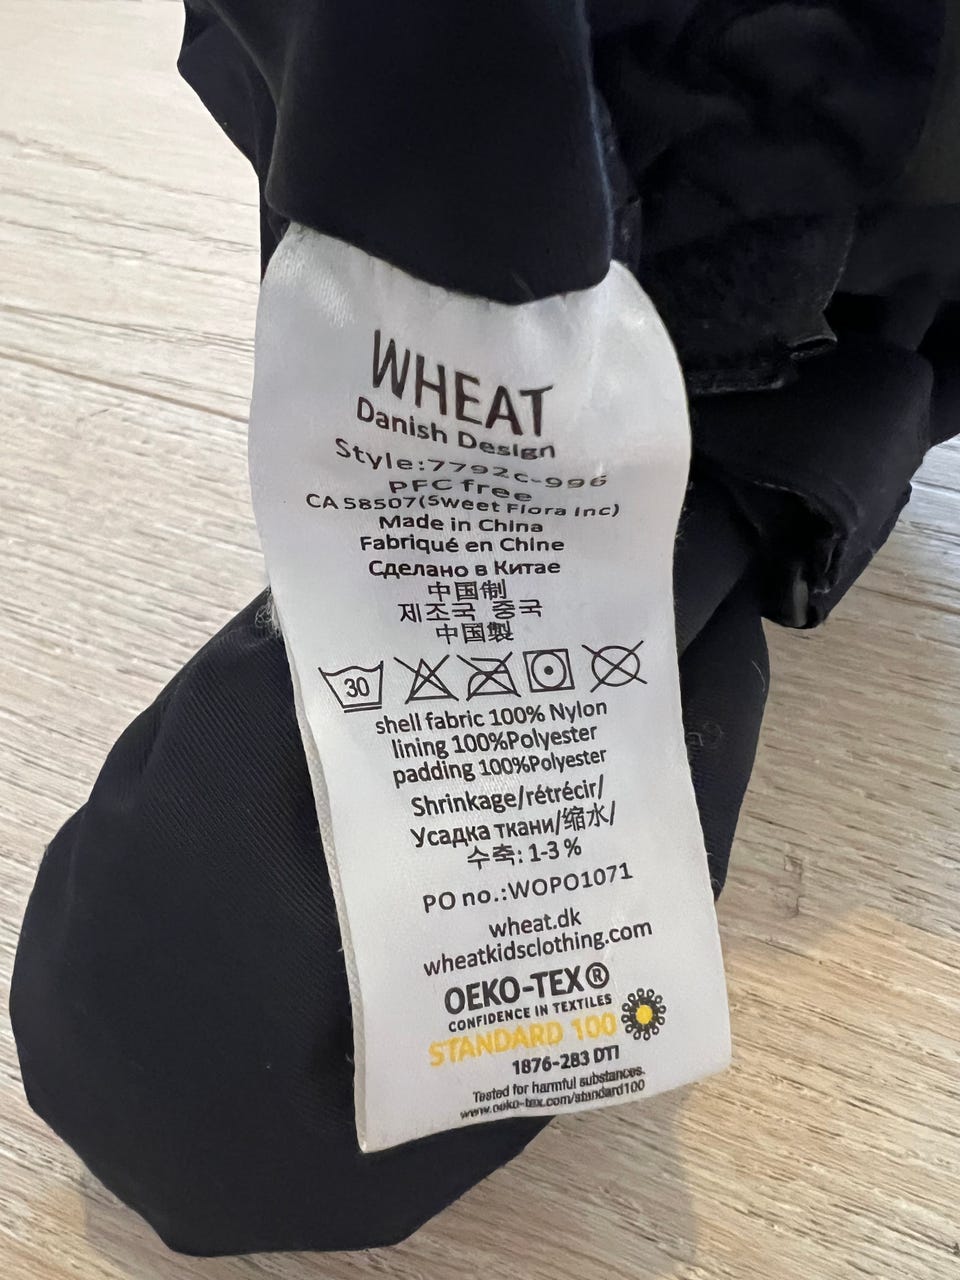 WHEAT
Danish Design
Style:7792c-996
PFC free
CA 58507(Sweet Flora Inc)
Made in China
Fabriqué en Chine
Сделано в Китае
中国制
제조국 중국
中国製
30
shell fabric 100% Nylon
lining 100%Polyester
padding 100%Polyester
Shrinkage/rétrécir/
Усадка ткани/缩水/
수축: 1-3 %
PO no.:WOPO1071
wheat.dk
wheatkidsclothing.com
OEKO-TEX®
CONFIDENCE IN TEXTILES
STANDARD 100
1876-283 DTI
Tested for harmful substances.
www.oeko-tex.com/standard100